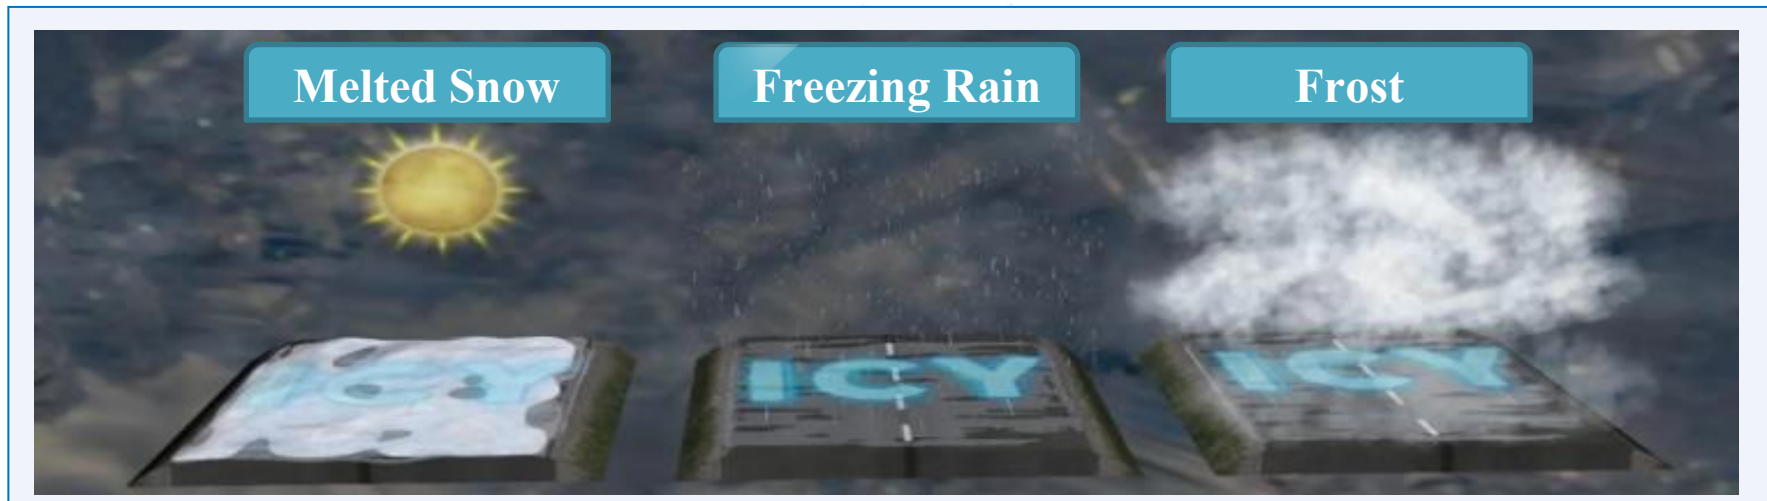 Melted Snow
Freezing Rain
Frost
ICY
ICY
ICY